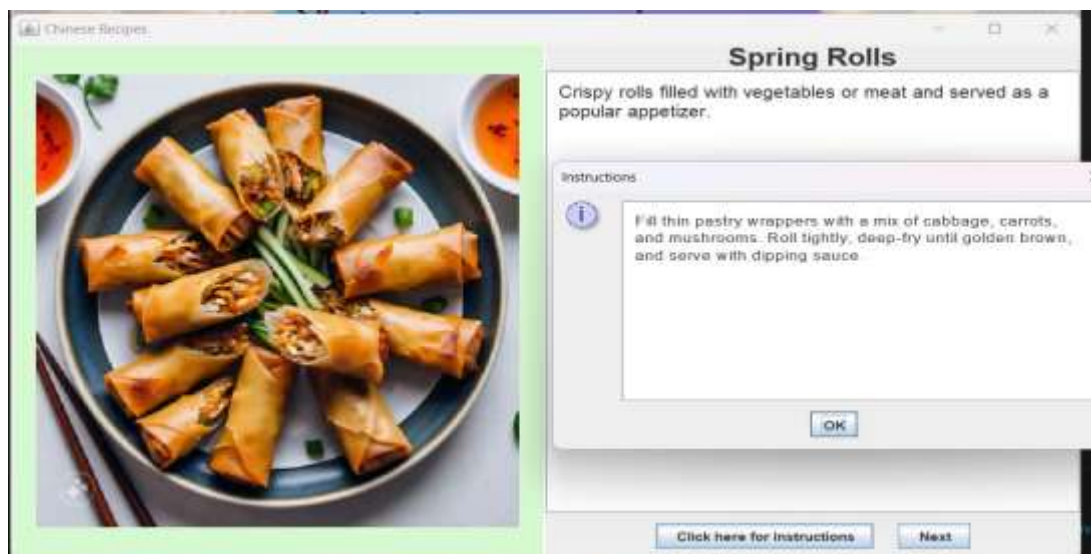 Chinese Recipes
Spring Rolls
Crispy rolls filled with vegetables or meat and served as a
popular appetizer.
Instructions
Fill thin pastry wrappers with a mix of cabbage, carrots,
and mushrooms. Roll tightly, deep-fry until golden brown,
and serve with dipping sauce.
OK
Click here for Instructions
Next